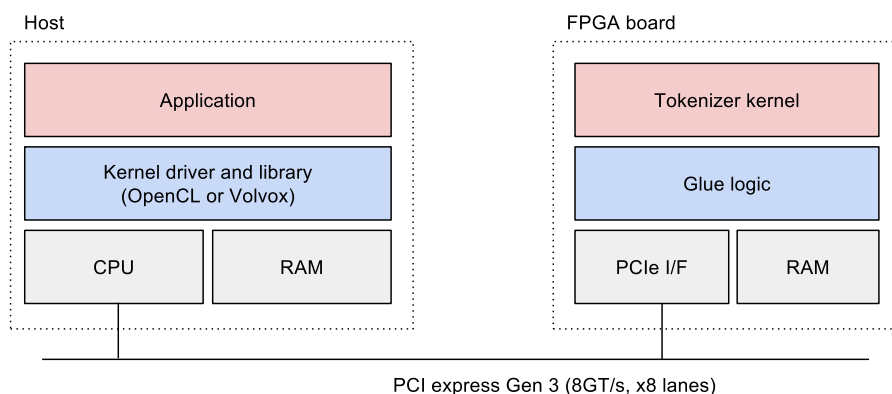 Host
FPGA board
Application
Tokenizer kernel
Kernel driver and library
(OpenCL or Volvox)
Glue logic
CPU
RAM
PCIe I/F
RAM
PCI express Gen 3 (8GT/s, x8 lanes)